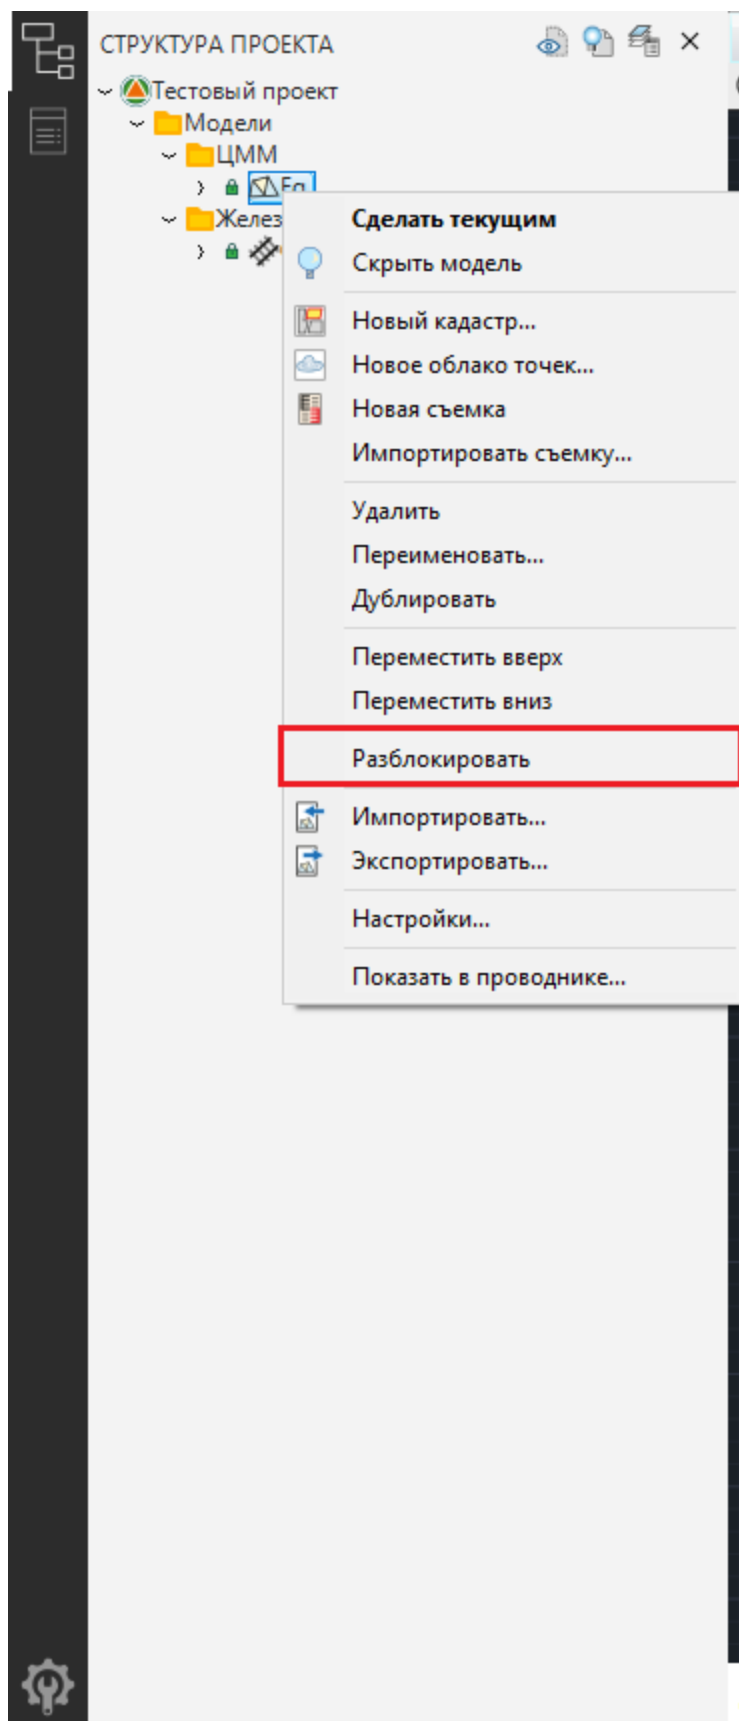 СТРУКТУРА ПРОЕКТА
Тестовый проект
Модели
ЦММ
Сделать текущим
Скрыть модель
Новый кадастр...
Новое облако точек...
Новая съемка
Импортировать съемку...
Удалить
Переименовать...
Дублировать
Переместить вверх
Переместить вниз
Разблокировать
Импортировать...
Экспортировать...
Настройки...
Показать в проводнике...